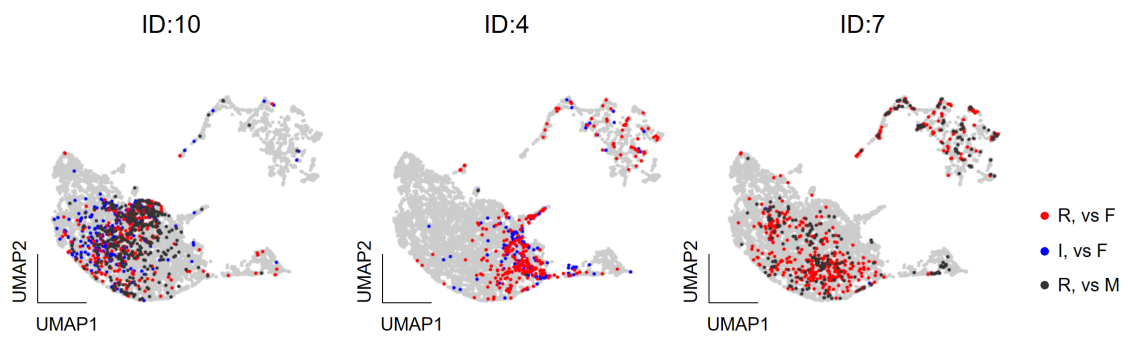 ID:10
ID:4
ID:7
R, vs F
I, vs F
R, vs M
UMAP2
UMAP1
UMAP2
UMAP1
UMAP2
UMAP1